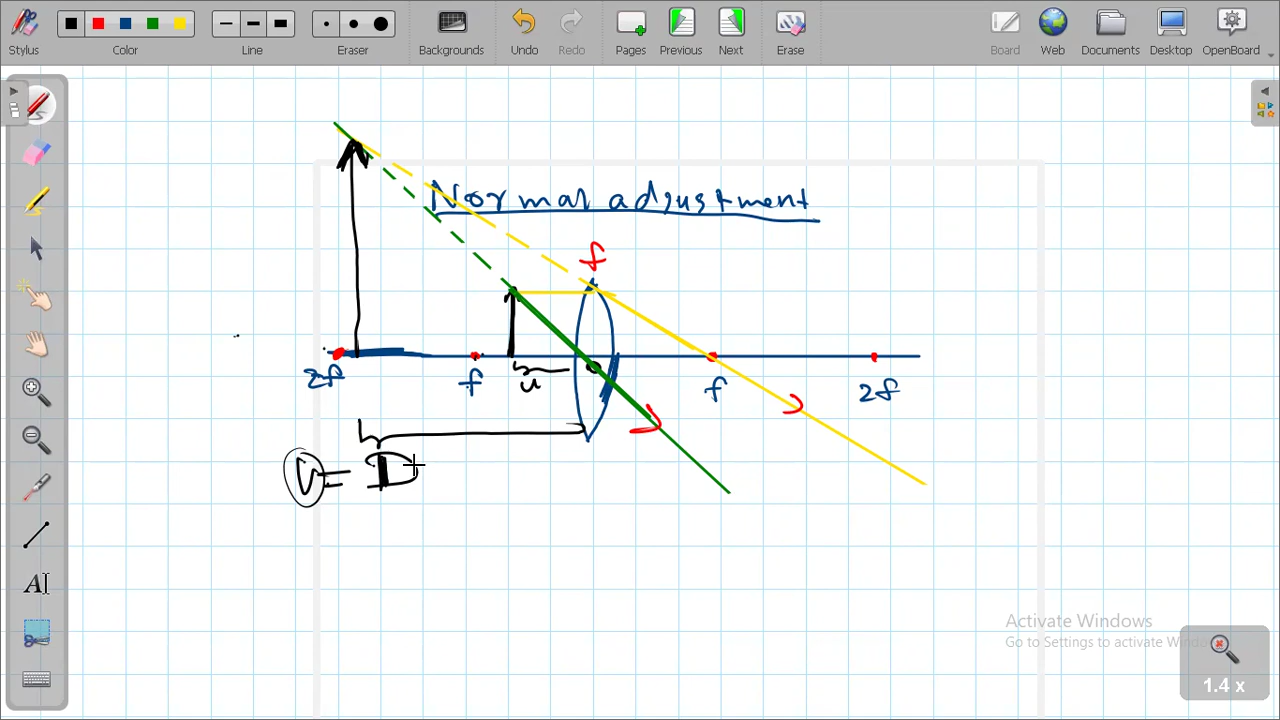 Stylus
Color
Line
Eraser
Backgrounds
Undo
Redo
Pages
Previous
Next
Erase
Board
Web
Documents
Desktop
OpenBoard
Normal adjustment
f
2f
f
u
f
2f
V = D
A
Activate Windows
Go to Settings to activate Windo
1.4 x